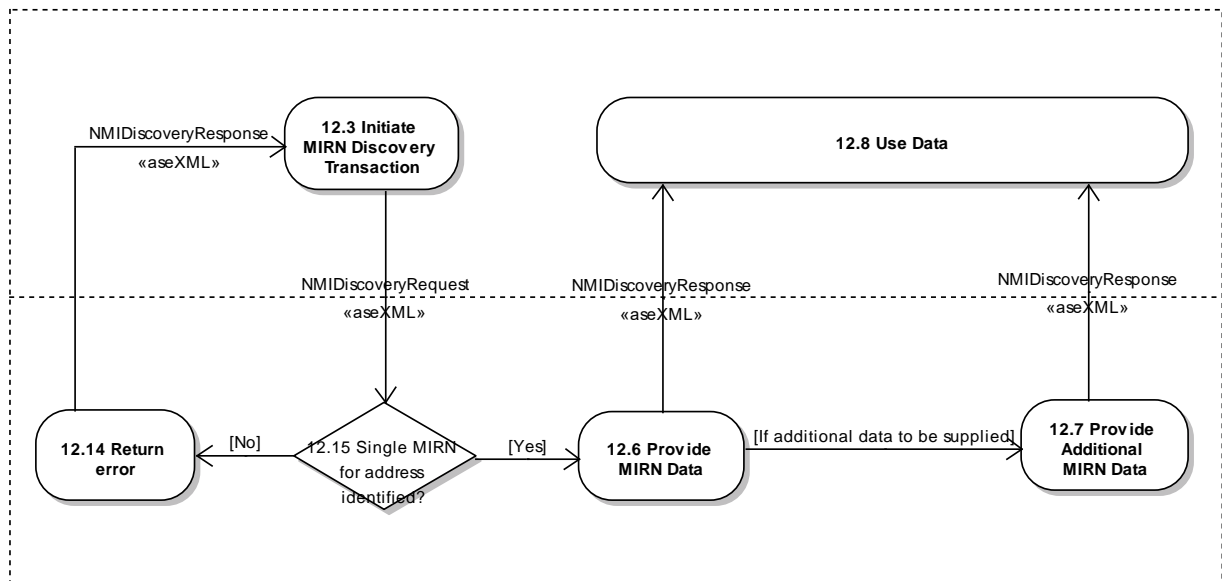 NMIDiscoveryResponse
«aseXML»
12.3 Initiate
MIRN Discovery
Transaction
12.8 Use Data
NMIDiscoveryRequest
«aseXML»
NMIDiscoveryResponse
«aseXML»
NMIDiscoveryResponse
«aseXML»
12.14 Return
error
[No]
12.15 Single MIRN
for address
identified?
[Yes]
12.6 Provide
MIRN Data
[If additional data to be supplied]
12.7 Provide
Additional
MIRN Data